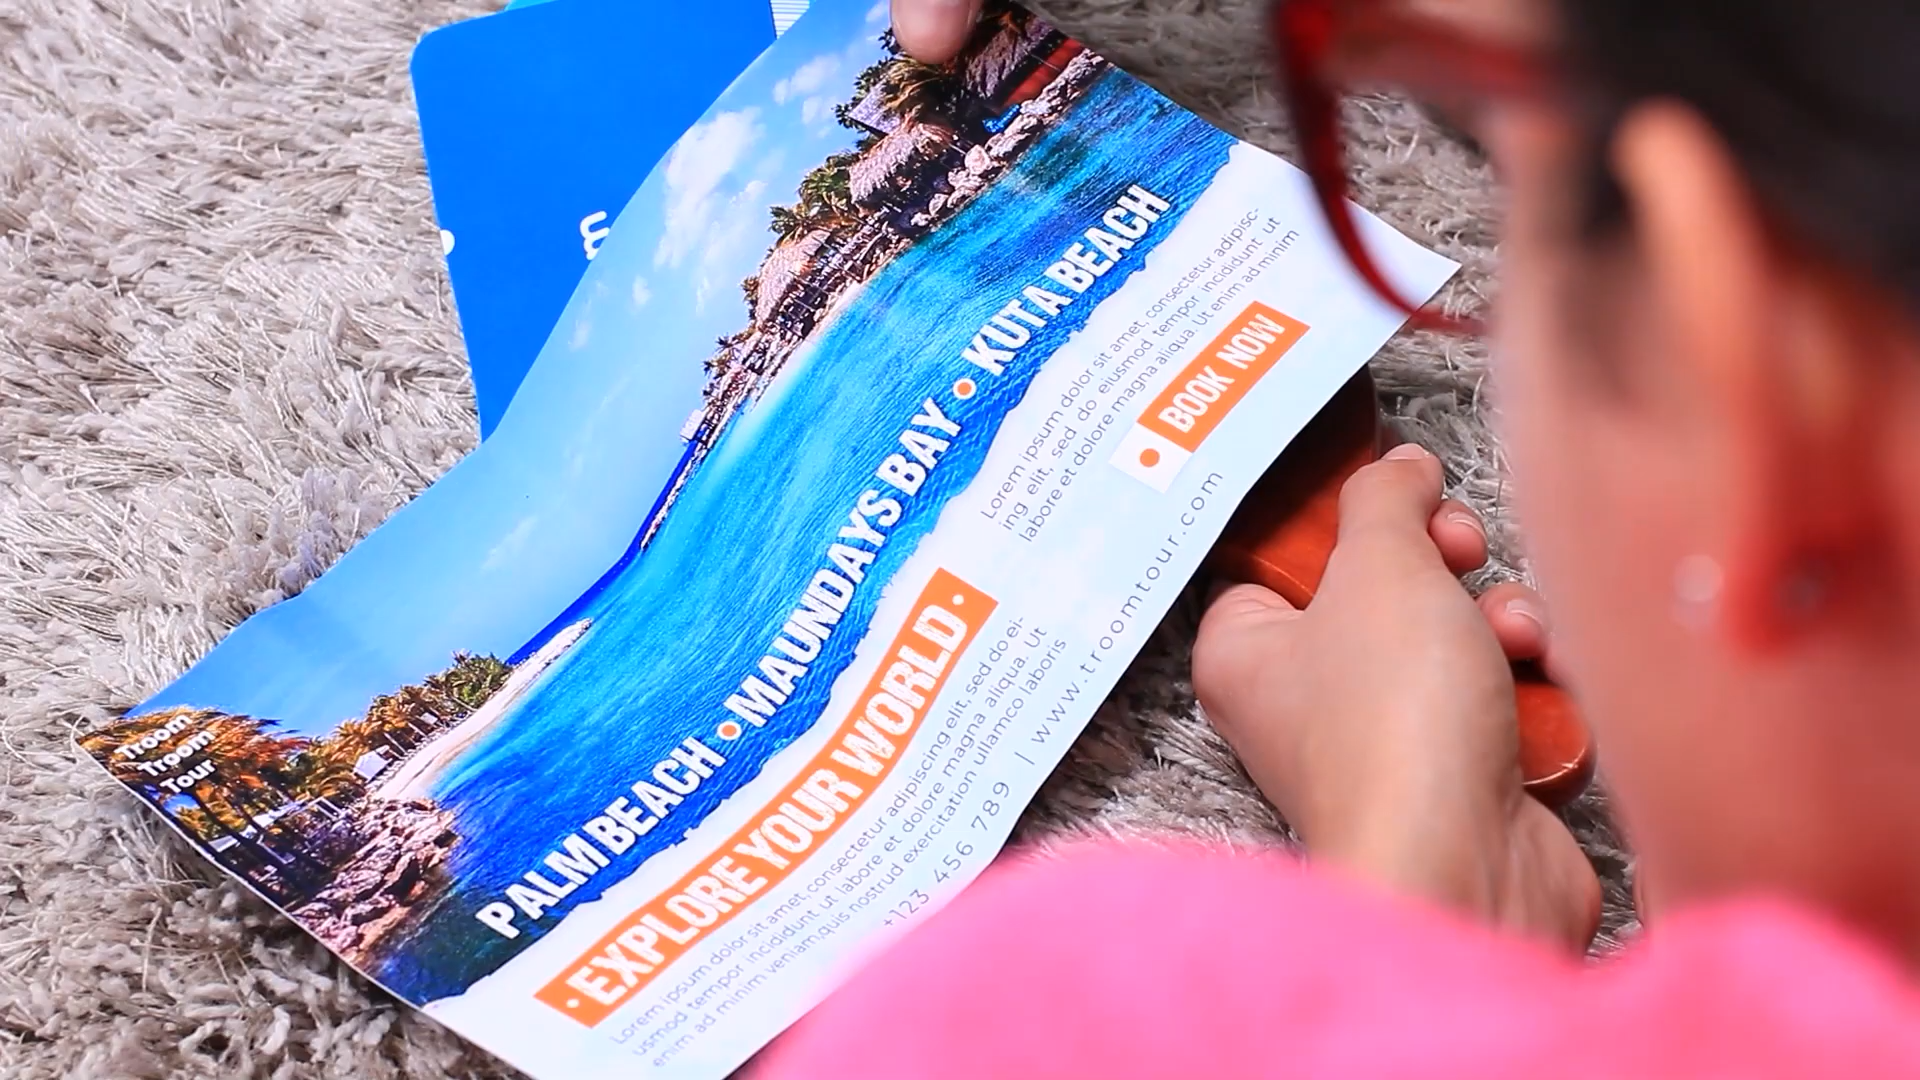 m
Troom
Troom
Tour
PALM BEACH • MAUNDAYS BAY • KUTA BEACH
• EXPLORE YOUR WORLD •
Lorem ipsum dolor sit amet, consectetur adipiscing elit, sed do ei-
usmod tempor incididunt ut labore et dolore magna aliqua. Ut
enim ad minim veniam,quis nostrud exercitation ullamco laboris
Lorem ipsum dolor sit amet, consectetur adipisc-
ing elit, sed do eiusmod tempor incididunt ut
labore et dolore magna aliqua. Ut enim ad minim
• BOOK NOW
+123 456 789 | www.troomtour.com